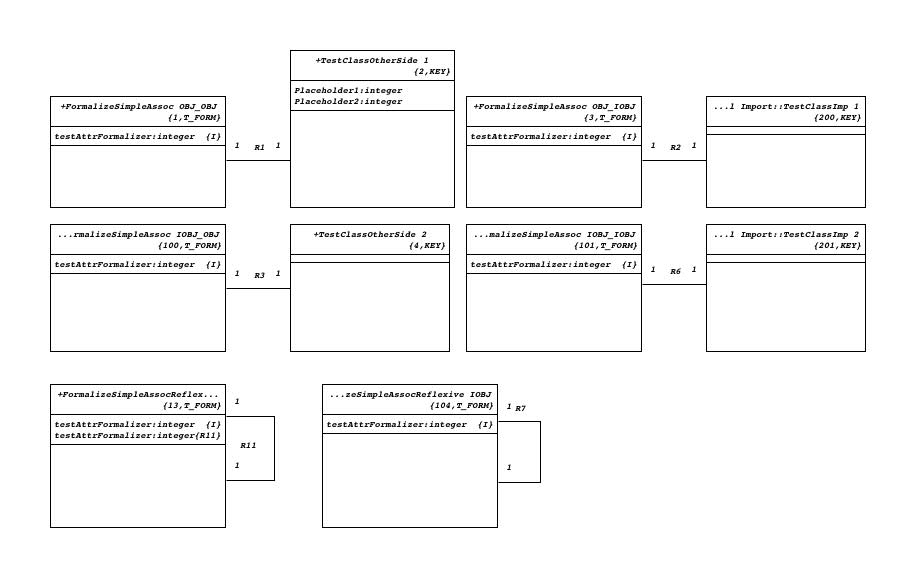 +TestClassOtherSide 1
{2,KEY}
Placeholder1:integer
Placeholder2:integer
+FormalizeSimpleAssoc OBJ_OBJ
{1,T_FORM}
testAttrFormalizer:integer {I}
1 R1 1
+FormalizeSimpleAssoc OBJ_IOBJ
{3,T_FORM}
testAttrFormalizer:integer {I}
1 R2 1
...l Import::TestClassImp 1
{200,KEY}
...rmalizeSimpleAssoc IOBJ_OBJ
{100,T_FORM}
testAttrFormalizer:integer {I}
1 R3 1
+TestClassOtherSide 2
{4,KEY}
...malizeSimpleAssoc IOBJ_IOBJ
{101,T_FORM}
testAttrFormalizer:integer {I}
1 R6 1
...l Import::TestClassImp 2
{201,KEY}
+FormalizeSimpleAssocReflex...
{13,T_FORM}
testAttrFormalizer:integer {I}
testAttrFormalizer:integer{R11}
1
R11
1
...zeSimpleAssocReflexive IOBJ
{104,T_FORM}
testAttrFormalizer:integer {I}
1 R7
1